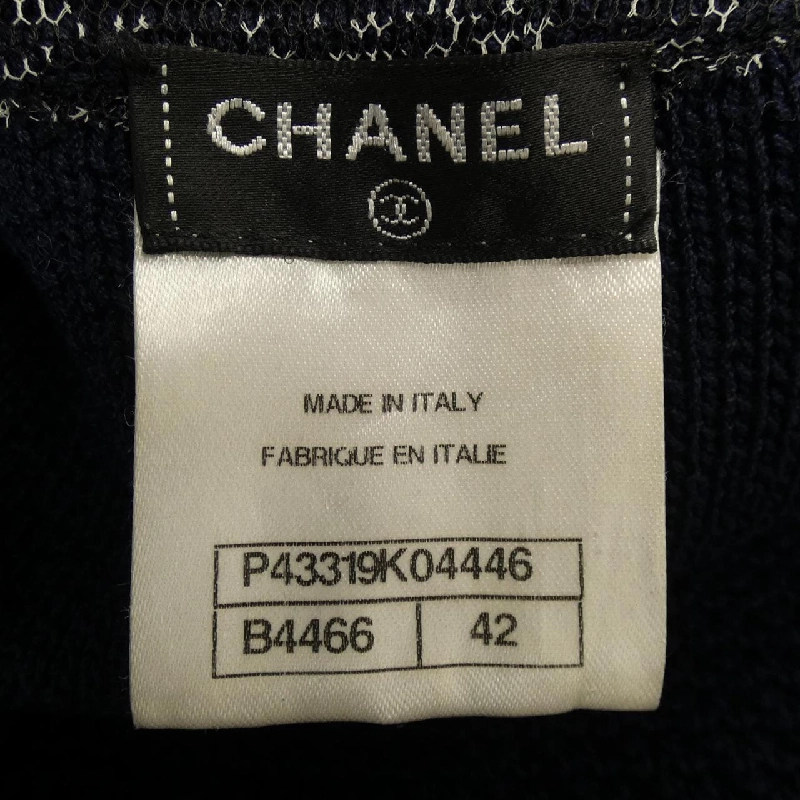 CHANEL
MADE IN ITALY
FABRIQUE EN ITALIE
P43319K04446
B4466 42